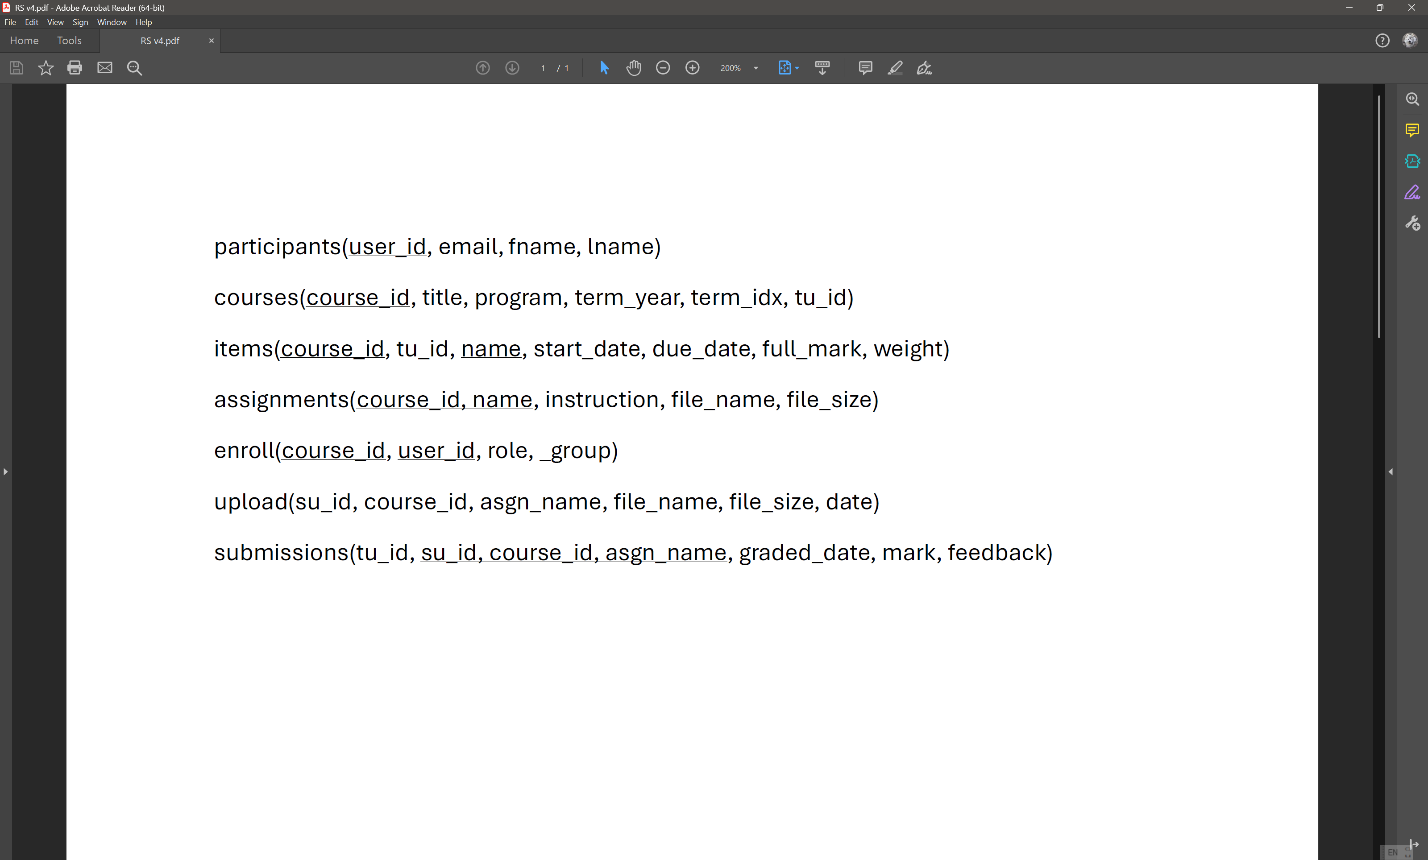 RS v4.pdf - Adobe Acrobat Reader (64-bit)
File Edit View Sign Window Help
Home Tools RS v4.pdf ×
1 / 1 200%
participants(user_id, email, fname, lname)
courses(course_id, title, program, term_year, term_idx, tu_id)
items(course_id, tu_id, name, start_date, due_date, full_mark, weight)
assignments(course_id, name, instruction, file_name, file_size)
enroll(course_id, user_id, role, _group)
upload(su_id, course_id, asgn_name, file_name, file_size, date)
submissions(tu_id, su_id, course_id, asgn_name, graded_date, mark, feedback)
EN